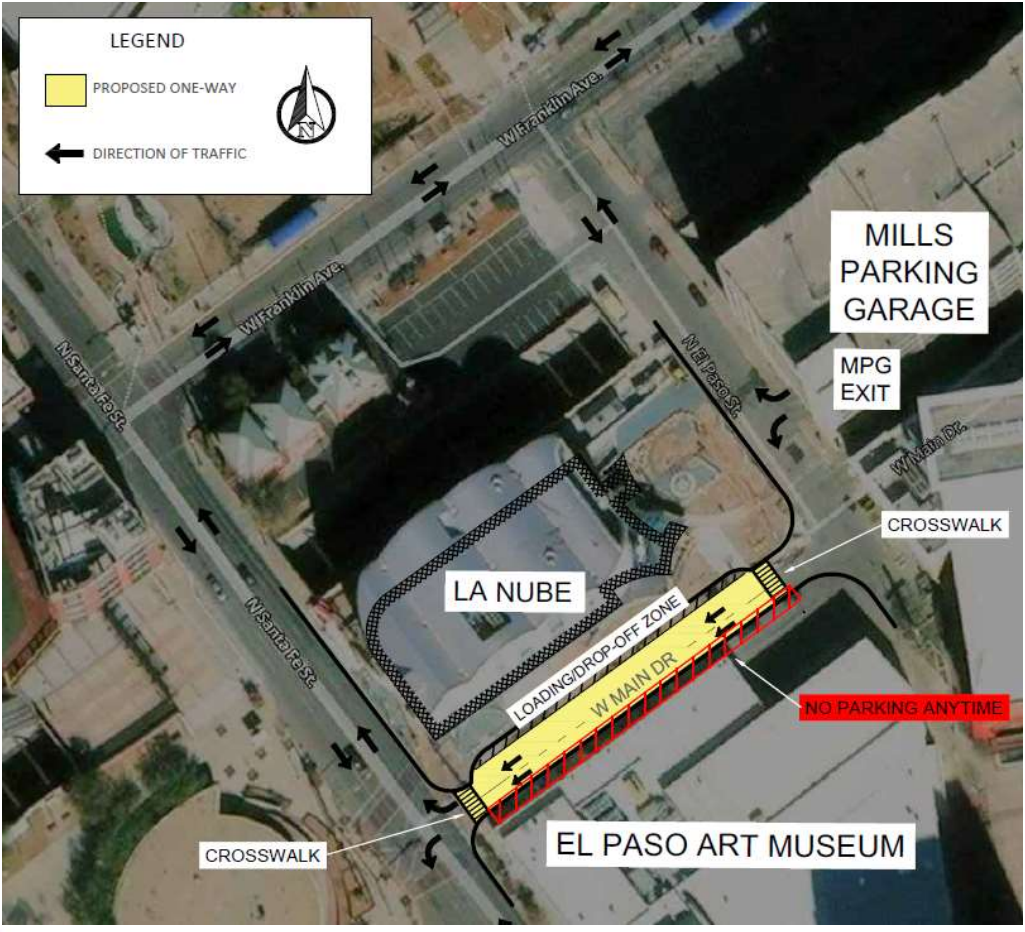 LEGEND
PROPOSED ONE-WAY
N
DIRECTION OF TRAFFIC
W Franklin Ave.
W Franklin Ave.
N Santa Fe St.
N El Paso St.
MILLS
PARKING
GARAGE
MPG
EXIT
W Main Dr.
CROSSWALK
LA NUBE
LOADING/DROP-OFF ZONE
W MAIN DR
N Santa Fe St.
NO PARKING ANYTIME
EL PASO ART MUSEUM
CROSSWALK